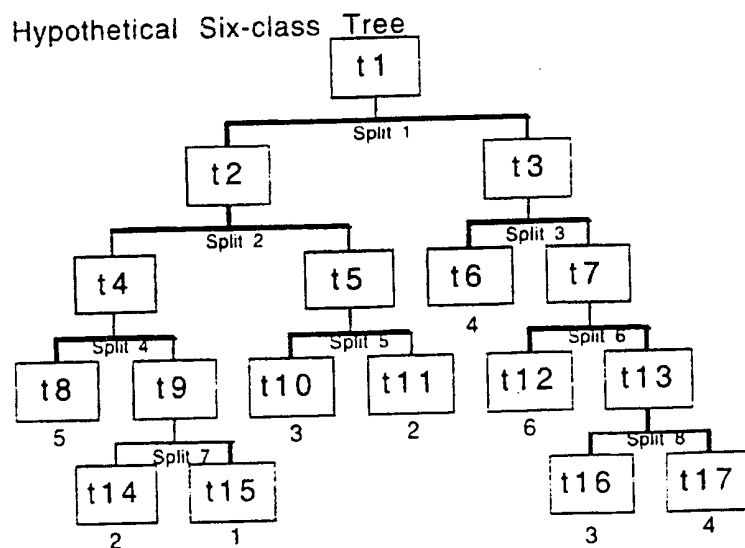 Hypothetical Six-class Tree
t1
Split 1
t2 t3
Split 2 Split 3
t4 t5 t6 t7
4
Split 4 Split 5 Split 6
t8 t9 t10 t11 t12 t13
5 3 2 6
Split 7 Split 8
t14 t15 t16 t17
2 1 3 4